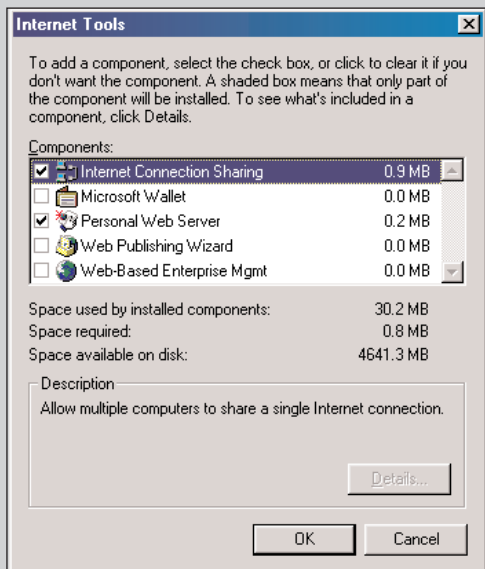 Internet Tools
To add a component, select the check box, or click to clear it if you
don't want the component. A shaded box means that only part of
the component will be installed. To see what's included in a
component, click Details.
Components:
Internet Connection Sharing 0.9 MB
Microsoft Wallet 0.0 MB
Personal Web Server 0.2 MB
Web Publishing Wizard 0.0 MB
Web-Based Enterprise Mgmt 0.0 MB
Space used by installed components: 30.2 MB
Space required: 0.8 MB
Space available on disk: 4641.3 MB
Description
Allow multiple computers to share a single Internet connection.
Details...
OK Cancel